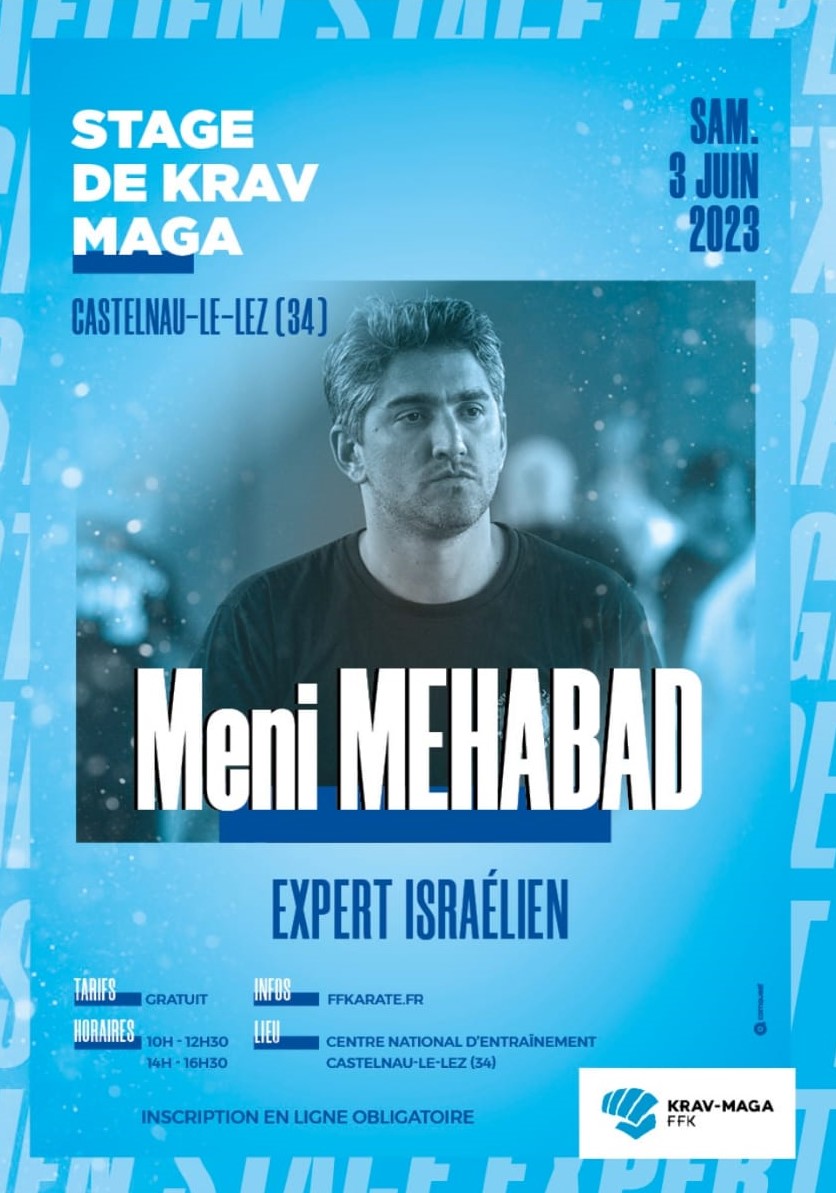 STAGE
DE KRAV
MAGA
SAM.
3 JUIN
2023
CASTELNAU-LE-LEZ (34)
Meni MEHABAD
EXPERT ISRAÉLIEN
TARIFS GRATUIT
INFOS FFKARATE.FR
HORAIRES 10H - 12H30
14H - 16H30
LIEU CENTRE NATIONAL D'ENTRAÎNEMENT
CASTELNAU-LE-LEZ (34)
INSCRIPTION EN LIGNE OBLIGATOIRE
KRAV-MAGA
FFK